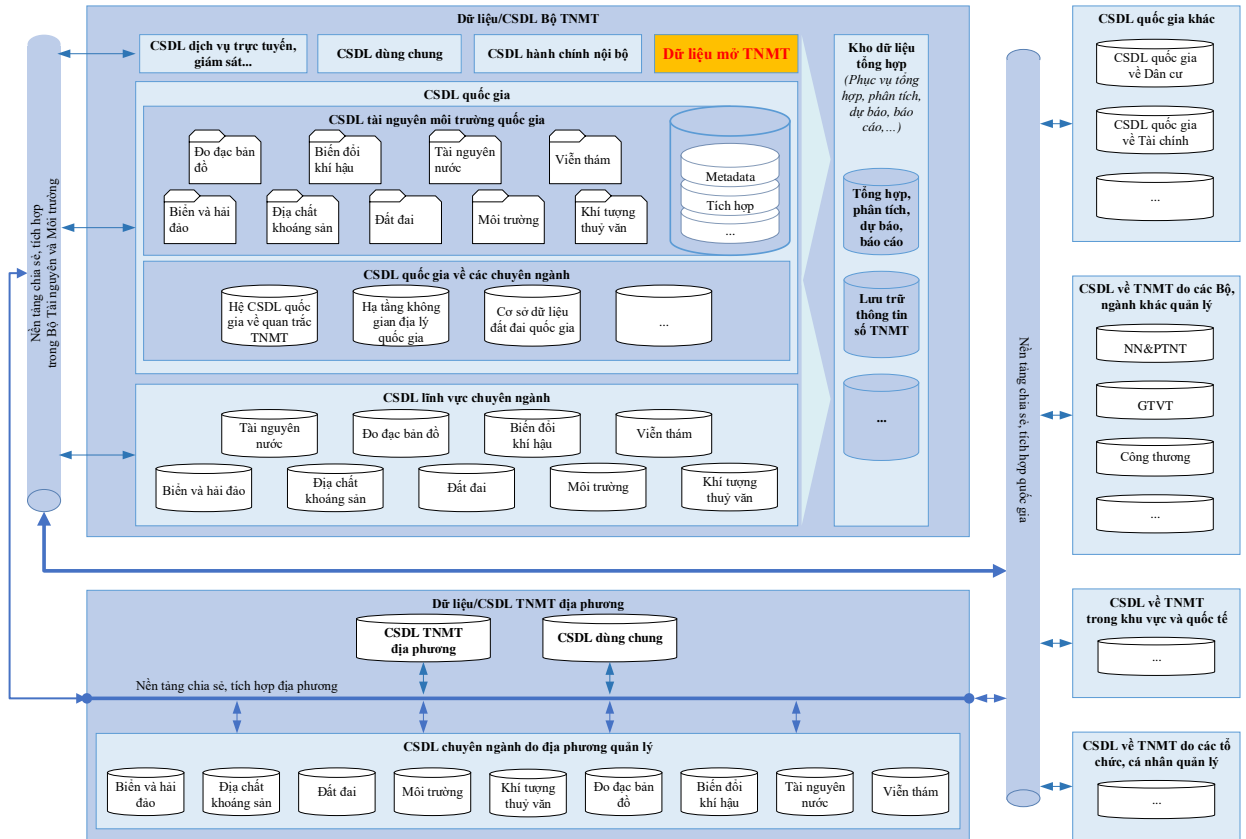 Dữ liệu/CSDL Bộ TNMT
CSDL dịch vụ trực tuyến,
giám sát...
CSDL dùng chung
CSDL hành chính nội bộ
Dữ liệu mở TNMT
CSDL quốc gia
CSDL tài nguyên môi trường quốc gia
Đo đạc bản
đồ
Biến đổi
khí hậu
Tài nguyên
nước
Viễn thám
Biển và hải
đảo
Địa chất
khoáng sản
Đất đai
Môi trường
Khí tượng
thuỷ văn
Metadata
Tích hợp
...
CSDL quốc gia về các chuyên ngành
Hệ CSDL quốc
gia về quan trắc
TNMT
Hạ tầng không
gian địa lý
quốc gia
Cơ sở dữ liệu
đất đai quốc gia
...
CSDL lĩnh vực chuyên ngành
Tài nguyên
nước
Đo đạc bản đồ
Biến đổi
khí hậu
Viễn thám
Biển và hải đảo
Địa chất
khoáng sản
Đất đai
Môi trường
Khí tượng
thuỷ văn
Kho dữ liệu
tổng hợp
(Phục vụ tổng
hợp, phân tích,
dự báo, báo
cáo,...)
Tổng hợp,
phân tích,
dự báo,
báo cáo
Lưu trữ
thông tin
số TNMT
...
Nền tảng chia sẻ, tích hợp
trong Bộ Tài nguyên và Môi trường
Nền tảng chia sẻ, tích hợp quốc gia
CSDL quốc gia khác
CSDL quốc gia
về Dân cư
CSDL quốc gia
về Tài chính
...
CSDL về TNMT do các Bộ,
ngành khác quản lý
NN&PTNT
GTVT
Công thương
...
CSDL về TNMT
trong khu vực và quốc tế
...
CSDL về TNMT do các tổ
chức, cá nhân quản lý
...
Dữ liệu/CSDL TNMT địa phương
CSDL TNMT
địa phương
CSDL dùng chung
Nền tảng chia sẻ, tích hợp địa phương
CSDL chuyên ngành do địa phương quản lý
Biển và hải
đảo
Địa chất
khoáng sản
Đất đai
Môi trường
Khí tượng
thuỷ văn
Đo đạc bản
đồ
Biến đổi
khí hậu
Tài nguyên
nước
Viễn thám